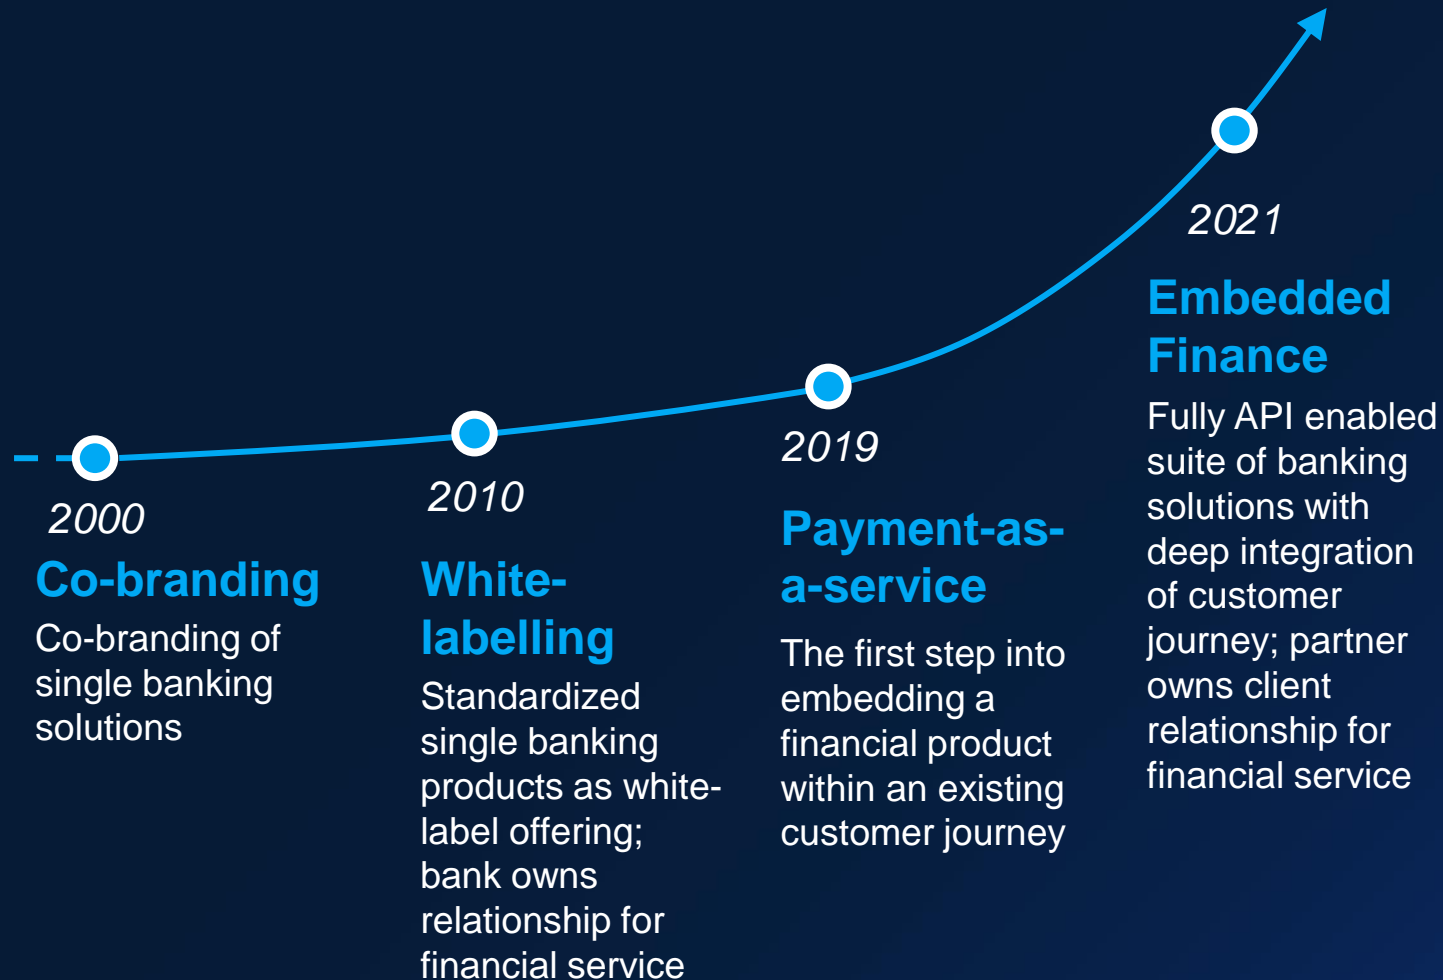 2000
Co-branding
Co-branding of
single banking
solutions
2010
White-
labelling
Standardized
single banking
products as white-
label offering;
bank owns
relationship for
financial service
2019
Payment-as-
a-service
The first step into
embedding a
financial product
within an existing
customer journey
2021
Embedded
Finance
Fully API enabled
suite of banking
solutions with
deep integration
of customer
journey; partner
owns client
relationship for
financial service